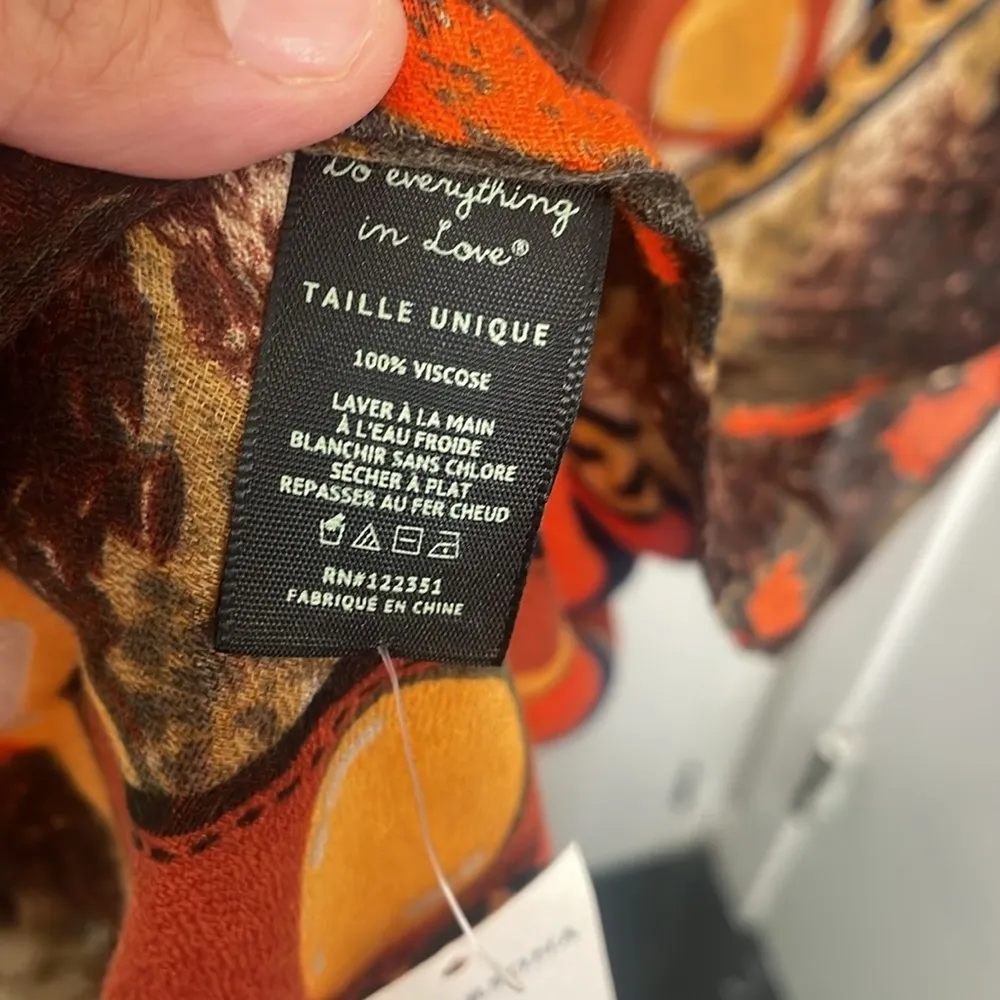 Do everything
in Love®
TAILLE UNIQUE
100% VISCOSE
LAVER À LA MAIN
À L'EAU FROIDE
BLANCHIR SANS CHLORE
SÉCHER À PLAT
REPASSER AU FER CHEUD
RN#122351
FABRIQUÉ EN CHINE